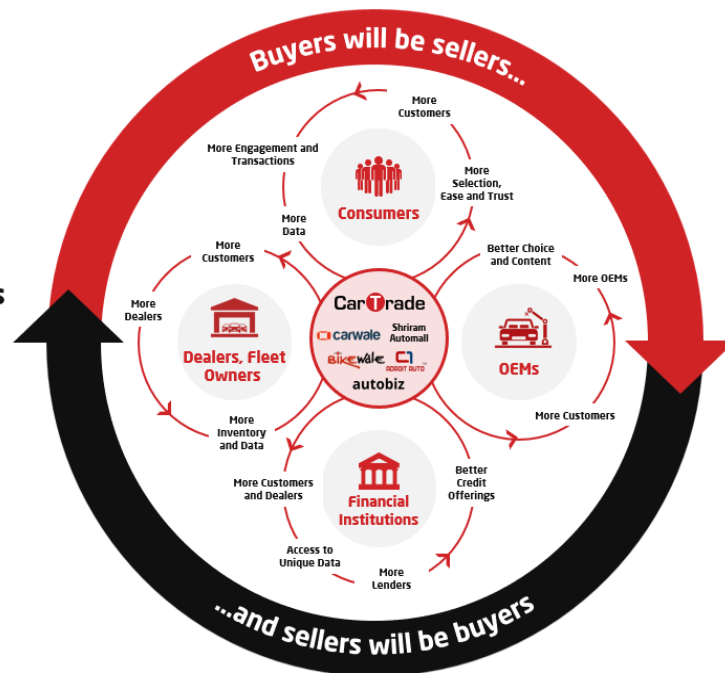 Buyers will be sellers...
More
Customers
More Engagement and
Transactions
More
Selection,
Ease and Trust
Consumers
More
Data
More
Customers
Better Choice
and Content
More OEMs
s
More
Dealers
CarTrade
carwale
Shriram
Automall
BikeWale
ADROIT AUTO
autobiz
Dealers, Fleet
Owners
OEMs
More Customers
More
Inventory
and Data
More Customers
and Dealers
Better
Credit
Offerings
Financial
Institutions
Access to
Unique Data
More
Lenders
...and sellers will be buyers